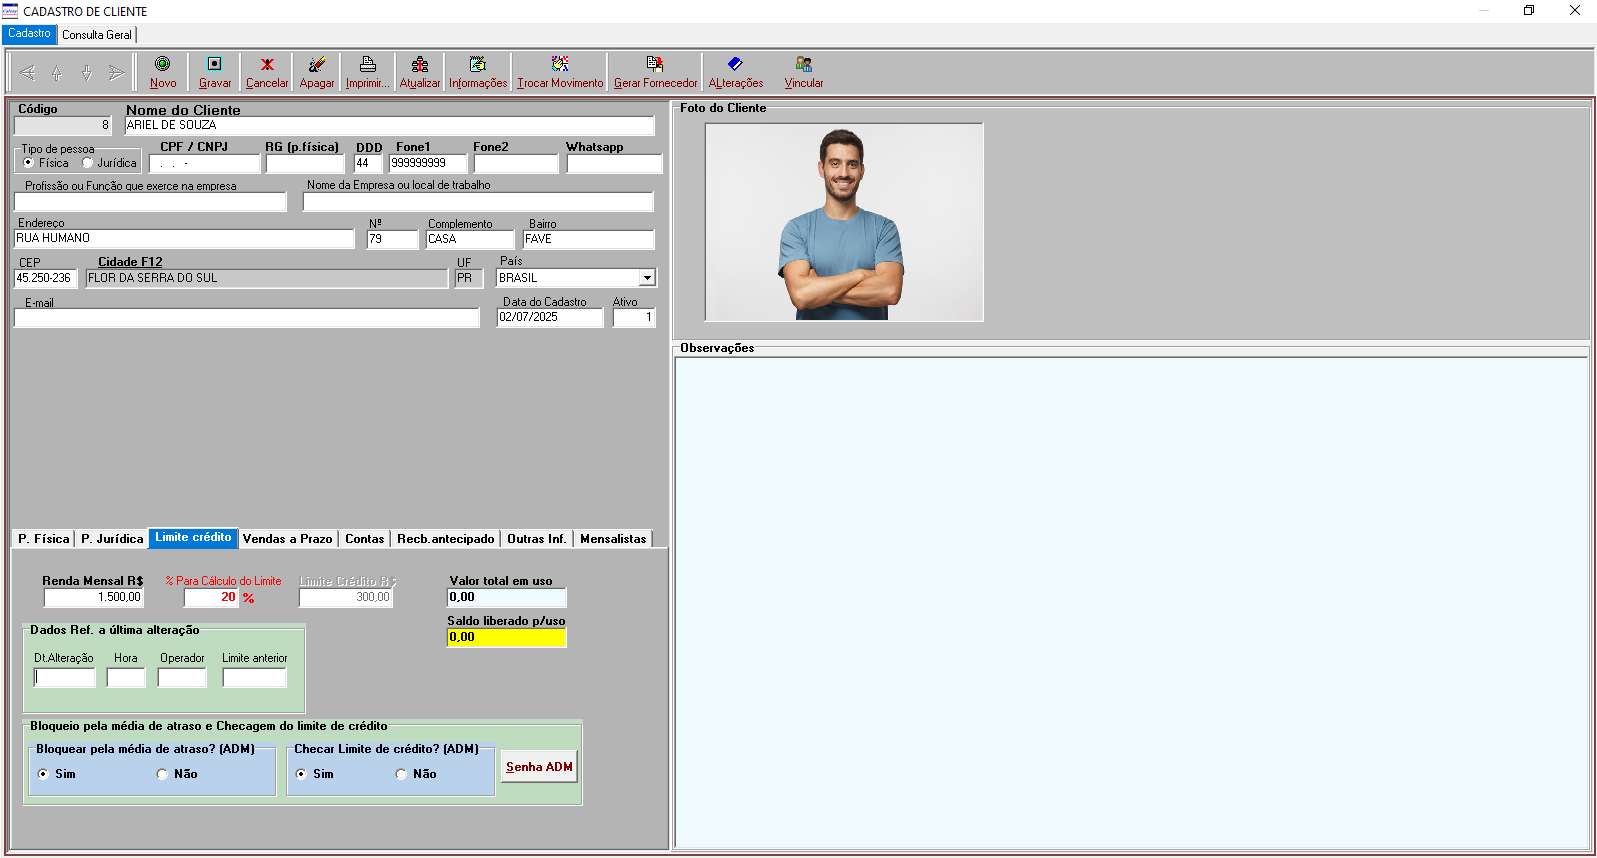 CADASTRO DE CLIENTE
Cadastro Consulta Geral
Novo Gravar Cancelar Apagar Imprimir... Atualizar Informações Trocar Movimento Gerar Fornecedor ALterações Vincular
Código Nome do Cliente
8 ARIEL DE SOUZA
Tipo de pessoa CPF / CNPJ RG (p.física) DDD Fone1 Fone2 Whatsapp
Física Jurídica . . - 44 999999999
Profissão ou Função que exerce na empresa Nome da Empresa ou local de trabalho
Endereço Nº Complemento Bairro
RUA HUMANO 79 CASA FAVE
CEP Cidade F12 UF País
45.250-236 FLOR DA SERRA DO SUL PR BRASIL
E-mail Data do Cadastro Ativo
02/07/2025 1
P. Física P. Jurídica Limite crédito Vendas a Prazo Contas Recb.antecipado Outras Inf. Mensalistas
Renda Mensal R$ % Para Cálculo do Limite Limite Crédito R$ Valor total em uso
1.500,00 20 % 300,00 0,00
Saldo liberado p/uso
0,00
Dados Ref. a última alteração
Dt.Alteração Hora Operador Limite anterior
Bloqueio pela média de atraso e Checagem do limite de crédito
Bloquear pela média de atraso? (ADM) Checar Limite de crédito? (ADM)
Sim Não Sim Não Senha ADM
Foto do Cliente
Observações